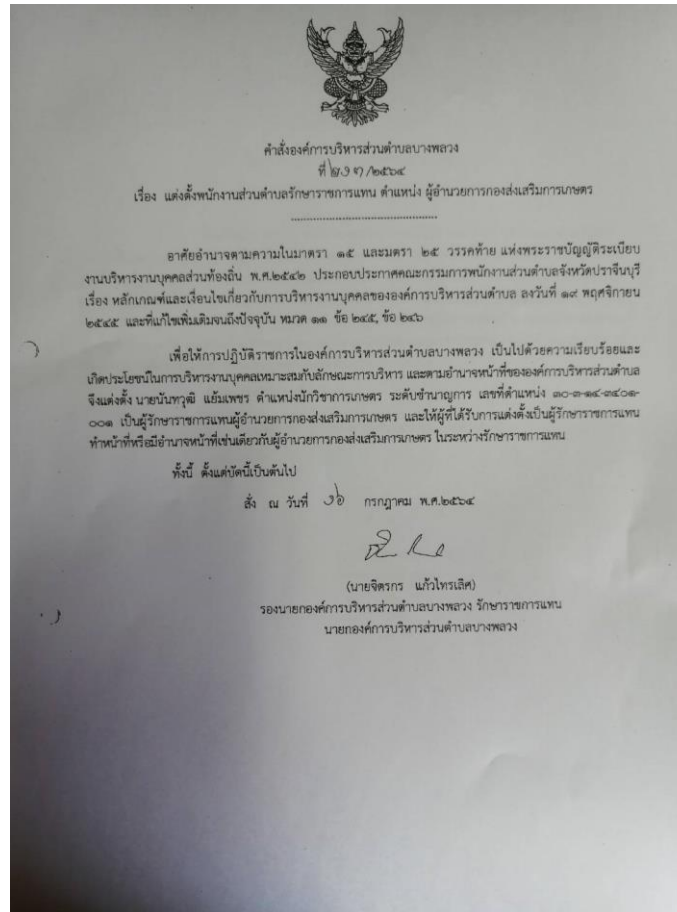 คำสั่งองค์การบริหารส่วนตำบลบางพลวง
ที่ ๒๑๗/๒๕๖๔
เรื่อง แต่งตั้งพนักงานส่วนตำบลรักษาราชการแทน ตำแหน่ง ผู้อำนวยการกองส่งเสริมการเกษตร
อาศัยอำนาจตามความในมาตรา ๑๕ และมตรา ๒๕ วรรคท้าย แห่งพระราชบัญญัติระเบียบ
งานบริหารงานบุคคลส่วนท้องถิ่น พ.ศ.๒๕๔๒ ประกอบประกาศคณะกรรมการพนักงานส่วนตำบลจังหวัดปราจีนบุรี
เรื่อง หลักเกณฑ์และเงื่อนไขเกี่ยวกับการบริหารงานบุคคลขององค์การบริหารส่วนตำบล ลงวันที่ ๑๙ พฤศจิกายน
๒๕๔๕ และที่แก้ไขเพิ่มเติมจนถึงปัจจุบัน หมวด ๑๑ ข้อ ๒๔๕, ข้อ ๒๔๖
เพื่อให้การปฏิบัติราชการในองค์การบริหารส่วนตำบลบางพลวง เป็นไปด้วยความเรียบร้อยและ
เกิดประโยชน์ในการบริหารงานบุคคลเหมาะสมกับลักษณะการบริหาร และตามอำนาจหน้าที่ขององค์การบริหารส่วนตำบล
จึงแต่งตั้ง นายนันทวุฒิ แย้มเพชร ตำแหน่งนักวิชาการเกษตร ระดับชำนาญการ เลขที่ตำแหน่ง ๓๐-๓-๑๔-๓๔๐๑-
๐๐๑ เป็นผู้รักษาราชการแทนผู้อำนวยการกองส่งเสริมการเกษตร และให้ผู้ที่ได้รับการแต่งตั้งเป็นผู้รักษาราชการแทน
ทำหน้าที่หรือมีอำนาจหน้าที่เช่นเดียวกับผู้อำนวยการกองส่งเสริมการเกษตร ในระหว่างรักษาราชการแทน
ทั้งนี้ ตั้งแต่บัดนี้เป็นต้นไป
สั่ง ณ วันที่ ๑๖ กรกฎาคม พ.ศ.๒๕๖๔
(นายจิตรกร แก้วไทรเลิศ)
รองนายกองค์การบริหารส่วนตำบลบางพลวง รักษาราชการแทน
นายกองค์การบริหารส่วนตำบลบางพลวง